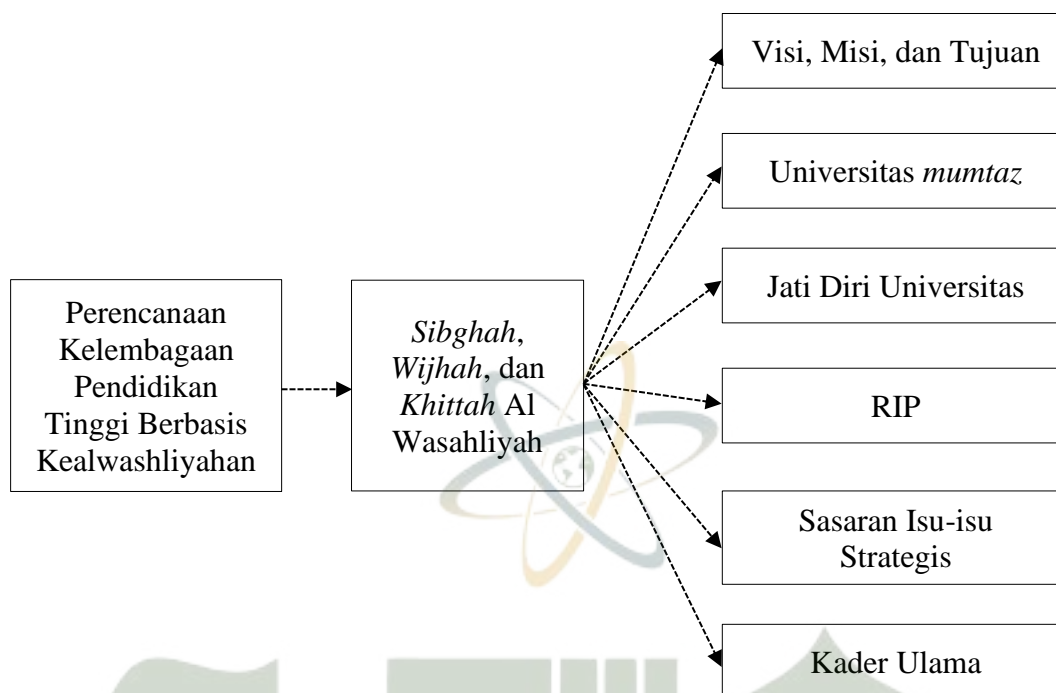 Perencanaan
Kelembagaan
Pendidikan
Tinggi Berbasis
Kealwashliyahan
Sibghah,
Wijhah, dan
Khittah Al
Wasahliyah
Visi, Misi, dan Tujuan
Universitas mumtaz
Jati Diri Universitas
RIP
Sasaran Isu-isu
Strategis
Kader Ulama